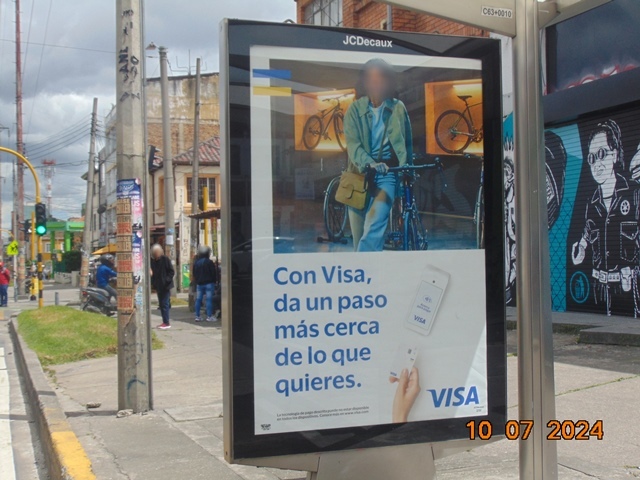 C63+0010
JCDecaux
Con Visa,
da un paso
más cerca
de lo que
quieres.
VISA
VISA
10 07 2024